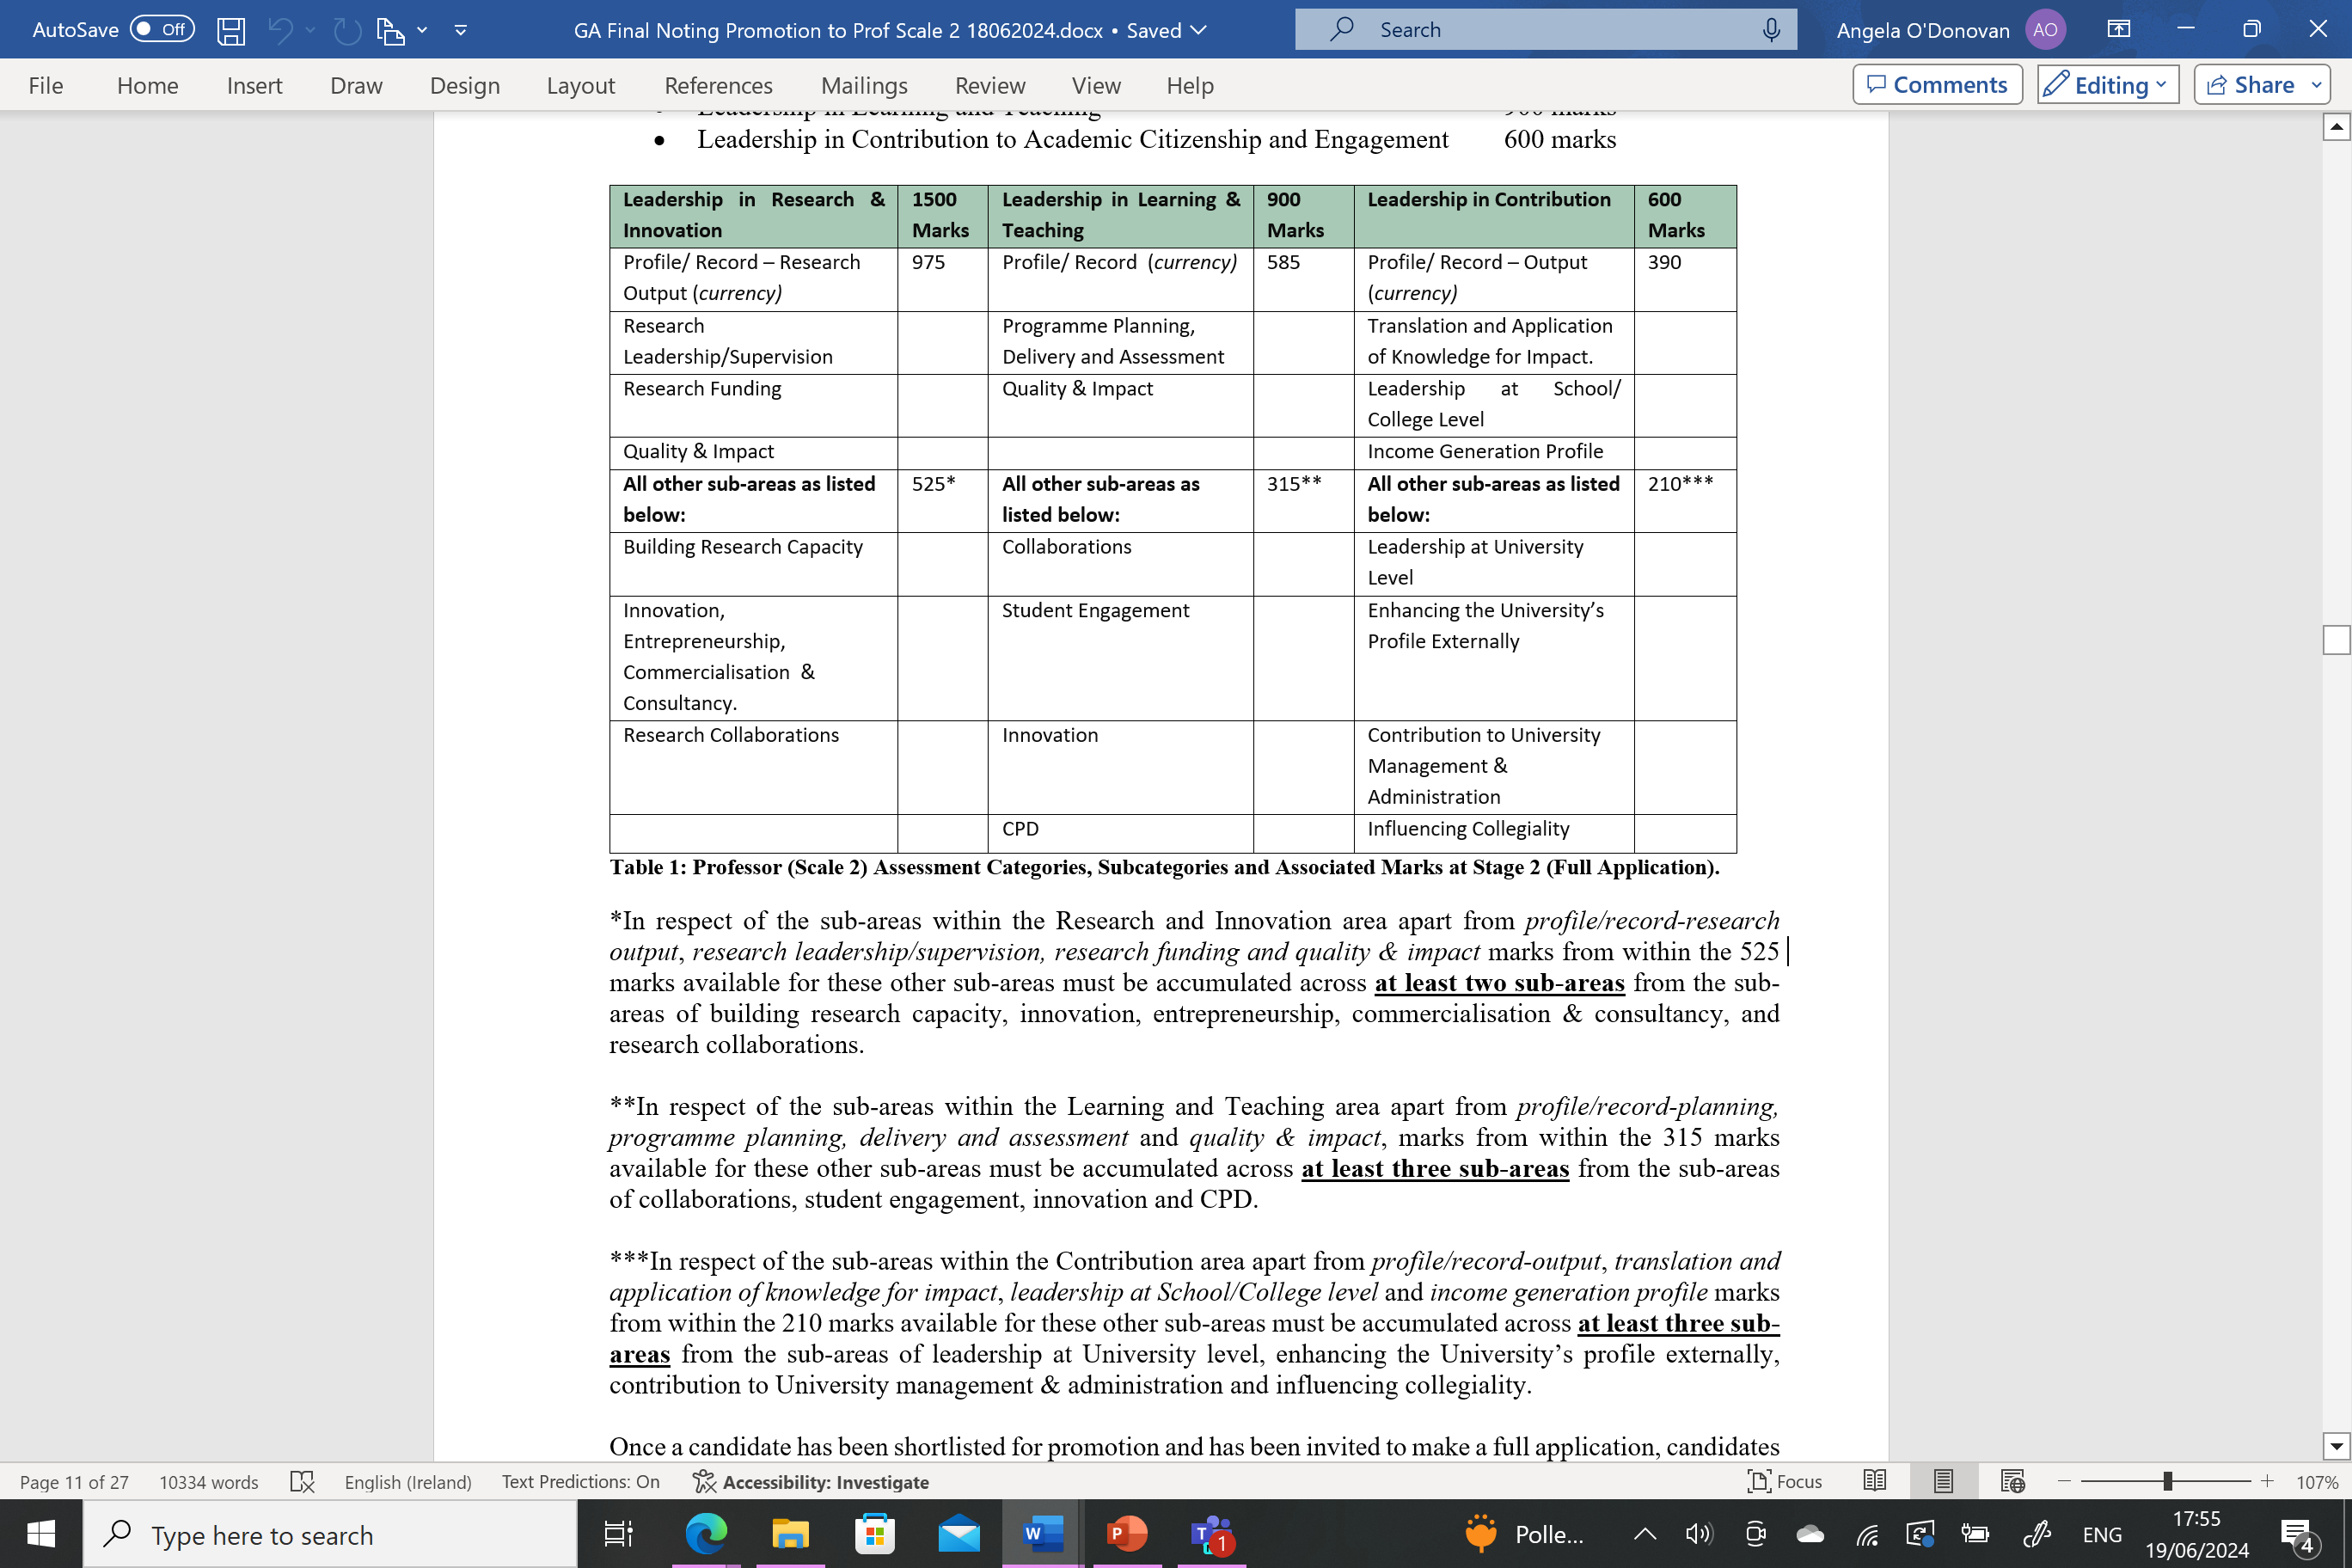 AutoSave Off GA Final Noting Promotion to Prof Scale 2 18062024.docx • Saved Search Angela O'Donovan AO
File Home Insert Draw Design Layout References Mailings Review View Help Comments Editing Share
Leadership in Learning and Teaching 900 marks
• Leadership in Contribution to Academic Citizenship and Engagement 600 marks
Leadership in Research & 1500 Leadership in Learning & 900 Leadership in Contribution 600
Innovation Marks Teaching Marks Marks
Profile/ Record – Research 975 Profile/ Record (currency) 585 Profile/ Record – Output 390
Output (currency) (currency)
Research Programme Planning, Translation and Application
Leadership/Supervision Delivery and Assessment of Knowledge for Impact.
Research Funding Quality & Impact Leadership at School/
College Level
Quality & Impact Income Generation Profile
All other sub-areas as listed 525* All other sub-areas as 315** All other sub-areas as listed 210***
below: listed below: below:
Building Research Capacity Collaborations Leadership at University
Level
Innovation, Student Engagement Enhancing the University’s
Entrepreneurship, Profile Externally
Commercialisation &
Consultancy.
Research Collaborations Innovation Contribution to University
Management &
Administration
CPD Influencing Collegiality
Table 1: Professor (Scale 2) Assessment Categories, Subcategories and Associated Marks at Stage 2 (Full Application).
*In respect of the sub-areas within the Research and Innovation area apart from profile/record-research
output, research leadership/supervision, research funding and quality & impact marks from within the 525
marks available for these other sub-areas must be accumulated across at least two sub-areas from the sub-
areas of building research capacity, innovation, entrepreneurship, commercialisation & consultancy, and
research collaborations.
**In respect of the sub-areas within the Learning and Teaching area apart from profile/record-planning,
programme planning, delivery and assessment and quality & impact, marks from within the 315 marks
available for these other sub-areas must be accumulated across at least three sub-areas from the sub-areas
of collaborations, student engagement, innovation and CPD.
***In respect of the sub-areas within the Contribution area apart from profile/record-output, translation and
application of knowledge for impact, leadership at School/College level and income generation profile marks
from within the 210 marks available for these other sub-areas must be accumulated across at least three sub-
areas from the sub-areas of leadership at University level, enhancing the University’s profile externally,
contribution to University management & administration and influencing collegiality.
Once a candidate has been shortlisted for promotion and has been invited to make a full application, candidates
Page 11 of 27 10334 words English (Ireland) Text Predictions: On Accessibility: Investigate Focus 107%
Type here to search W P T 1 Polle... ENG 17:55
19/06/2024 4